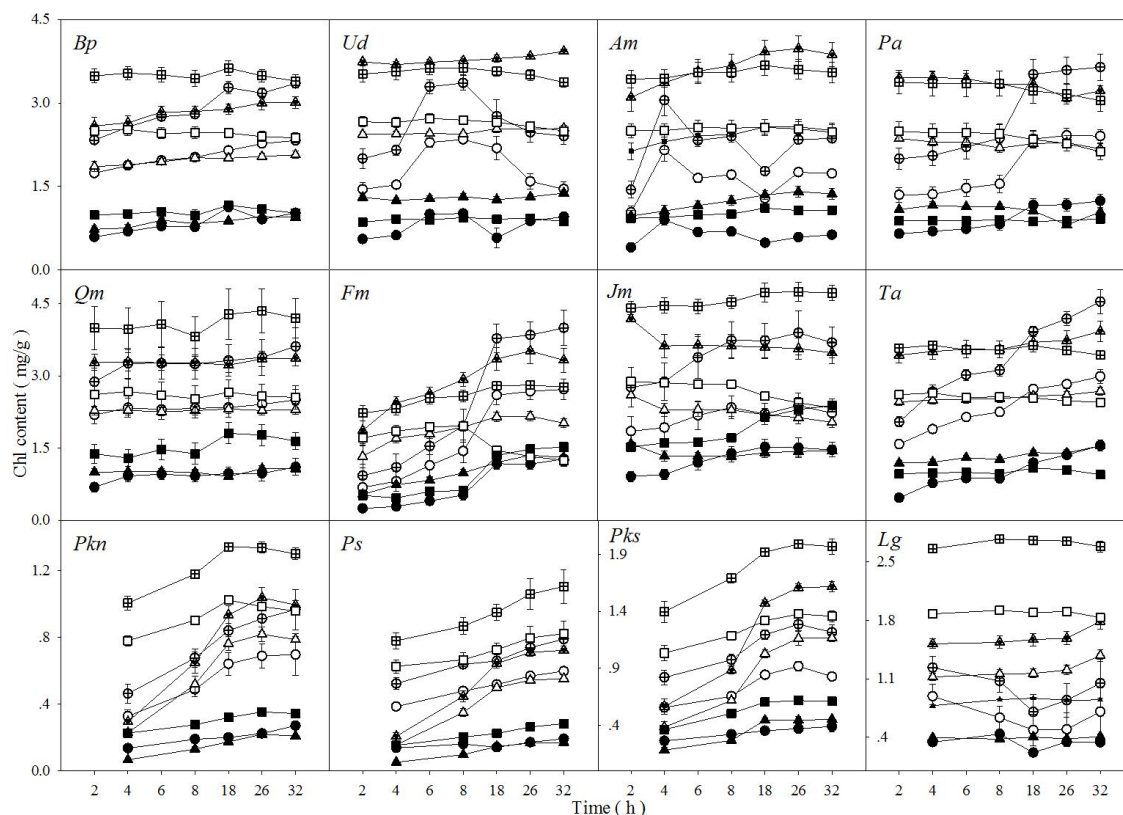 4.5
3.0
1.5
0.0
Bp
Ud
Am
Pa
4.5
3.0
1.5
0.0
Qm
Fm
Jm
Ta
Chl content ( mg/g )
1.2
.8
.4
0.0
Pkn
Ps
Pks
1.9
1.4
.9
.4
Lg
2.5
1.8
1.1
.4
2 4 6 8 18 26 32
2 4 6 8 18 26 32
2 4 6 8 18 26 32
2 4 6 8 18 26 32
Time ( h )